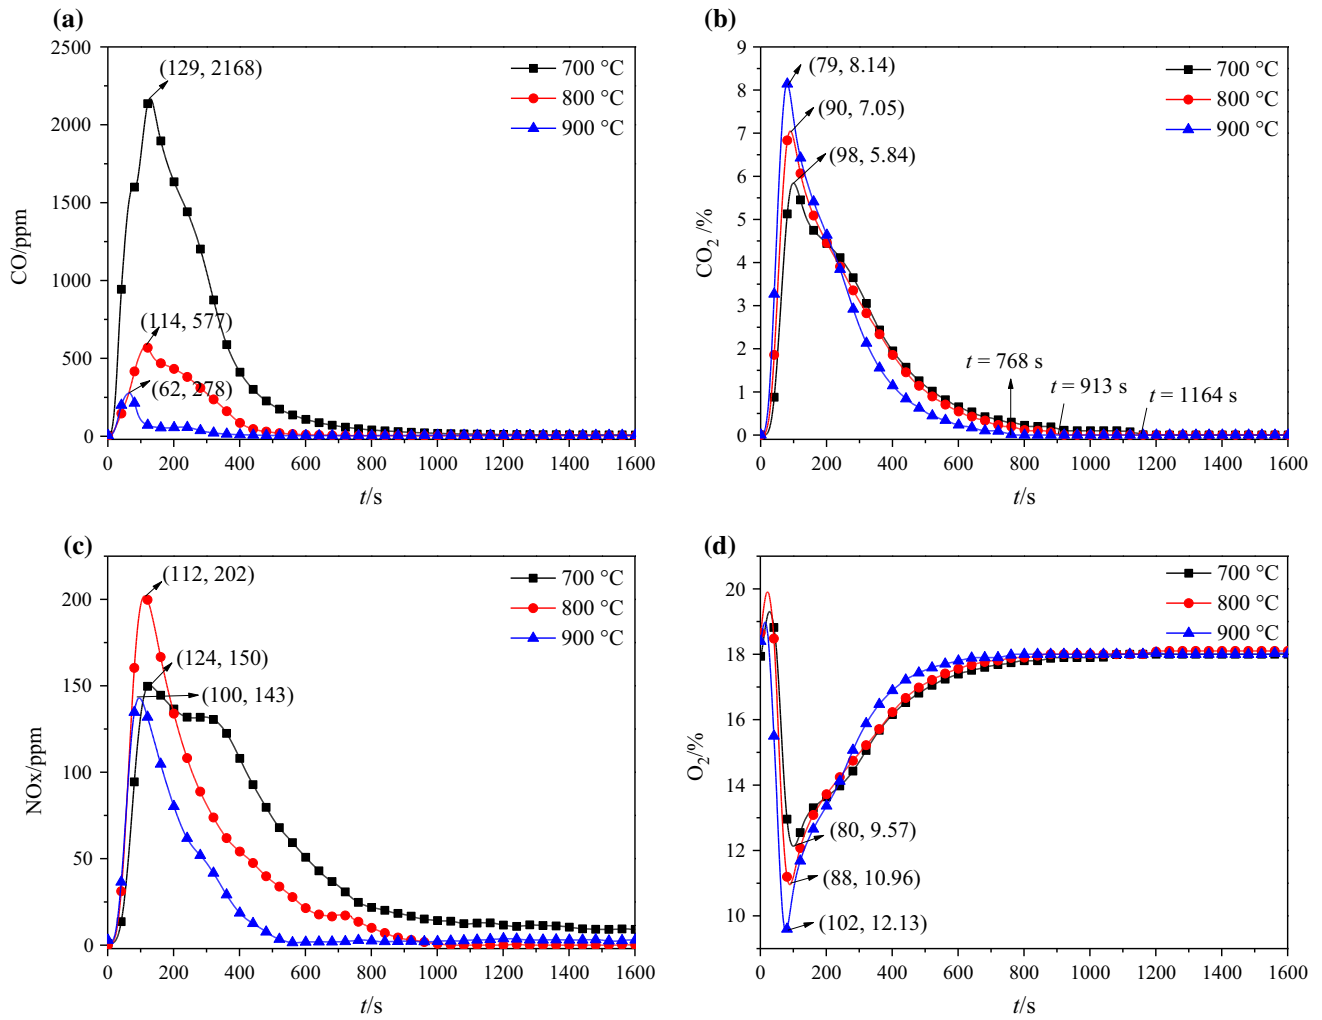 (a)
2500
2000
1500
1000
500
0
CO/ppm
(129, 2168)
(114, 577)
(62, 278)
700 °C
800 °C
900 °C
0 200 400 600 800 1000 1200 1400 1600
t/s
(b)
9
8
7
6
5
4
3
2
1
0
CO2 /%
(79, 8.14)
(90, 7.05)
(98, 5.84)
t = 768 s
t = 913 s
t = 1164 s
700 °C
800 °C
900 °C
0 200 400 600 800 1000 1200 1400 1600
t/s
(c)
200
150
100
50
0
NOx/ppm
(112, 202)
(124, 150)
(100, 143)
700 °C
800 °C
900 °C
0 200 400 600 800 1000 1200 1400 1600
t/s
(d)
20
18
16
14
12
10
O2/%
(80, 9.57)
(88, 10.96)
(102, 12.13)
700 °C
800 °C
900 °C
0 200 400 600 800 1000 1200 1400 1600
t/s